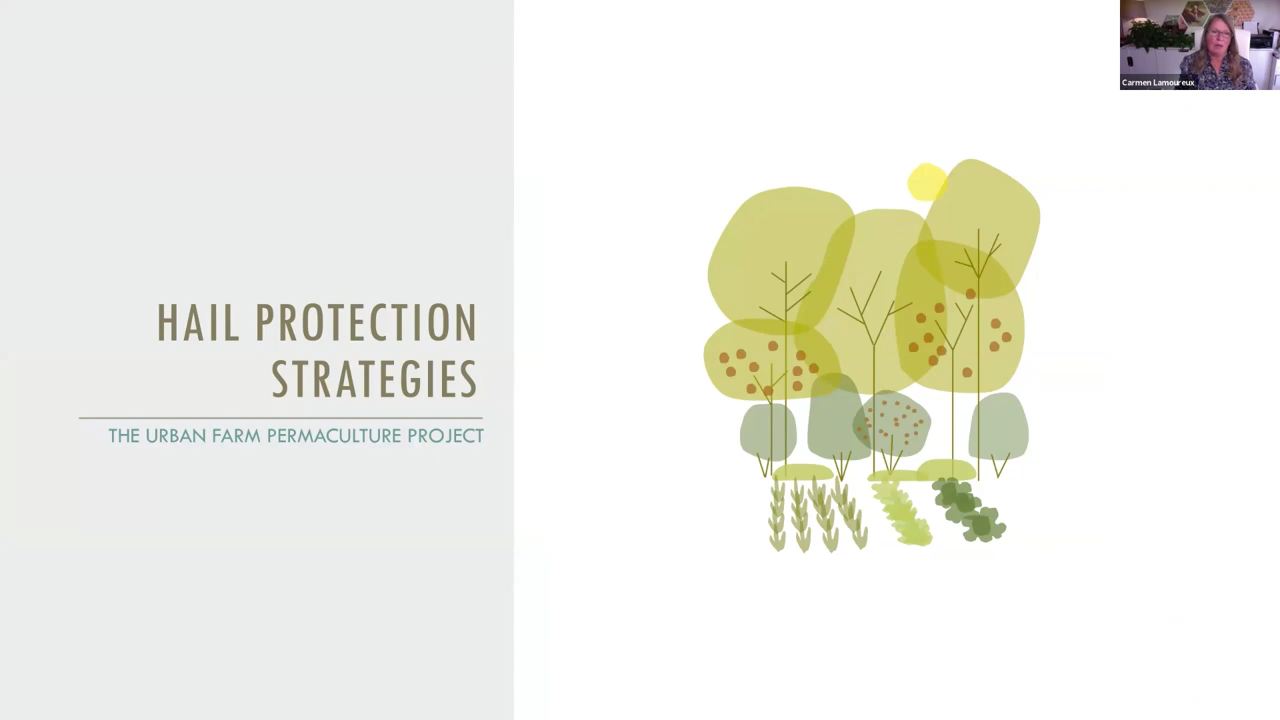 HAIL PROTECTION
STRATEGIES
THE URBAN FARM PERMACULTURE PROJECT
Carmen Lamoureux